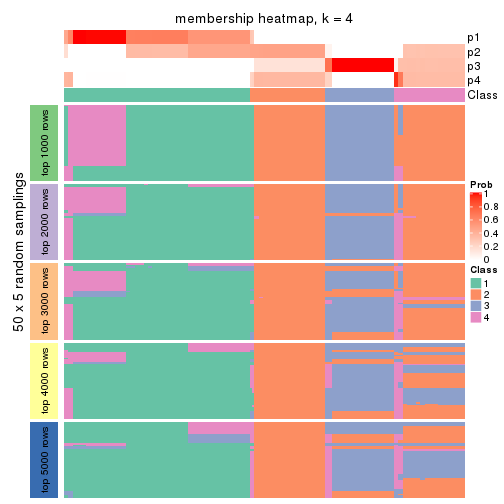 membership heatmap, k = 4
p1
p2
p3
p4
Class
50 x 5 random samplings
top 1000 rows
top 2000 rows
top 3000 rows
top 4000 rows
top 5000 rows
Prob
1
0.8
0.6
0.4
0.2
0
Class
1
2
3
4